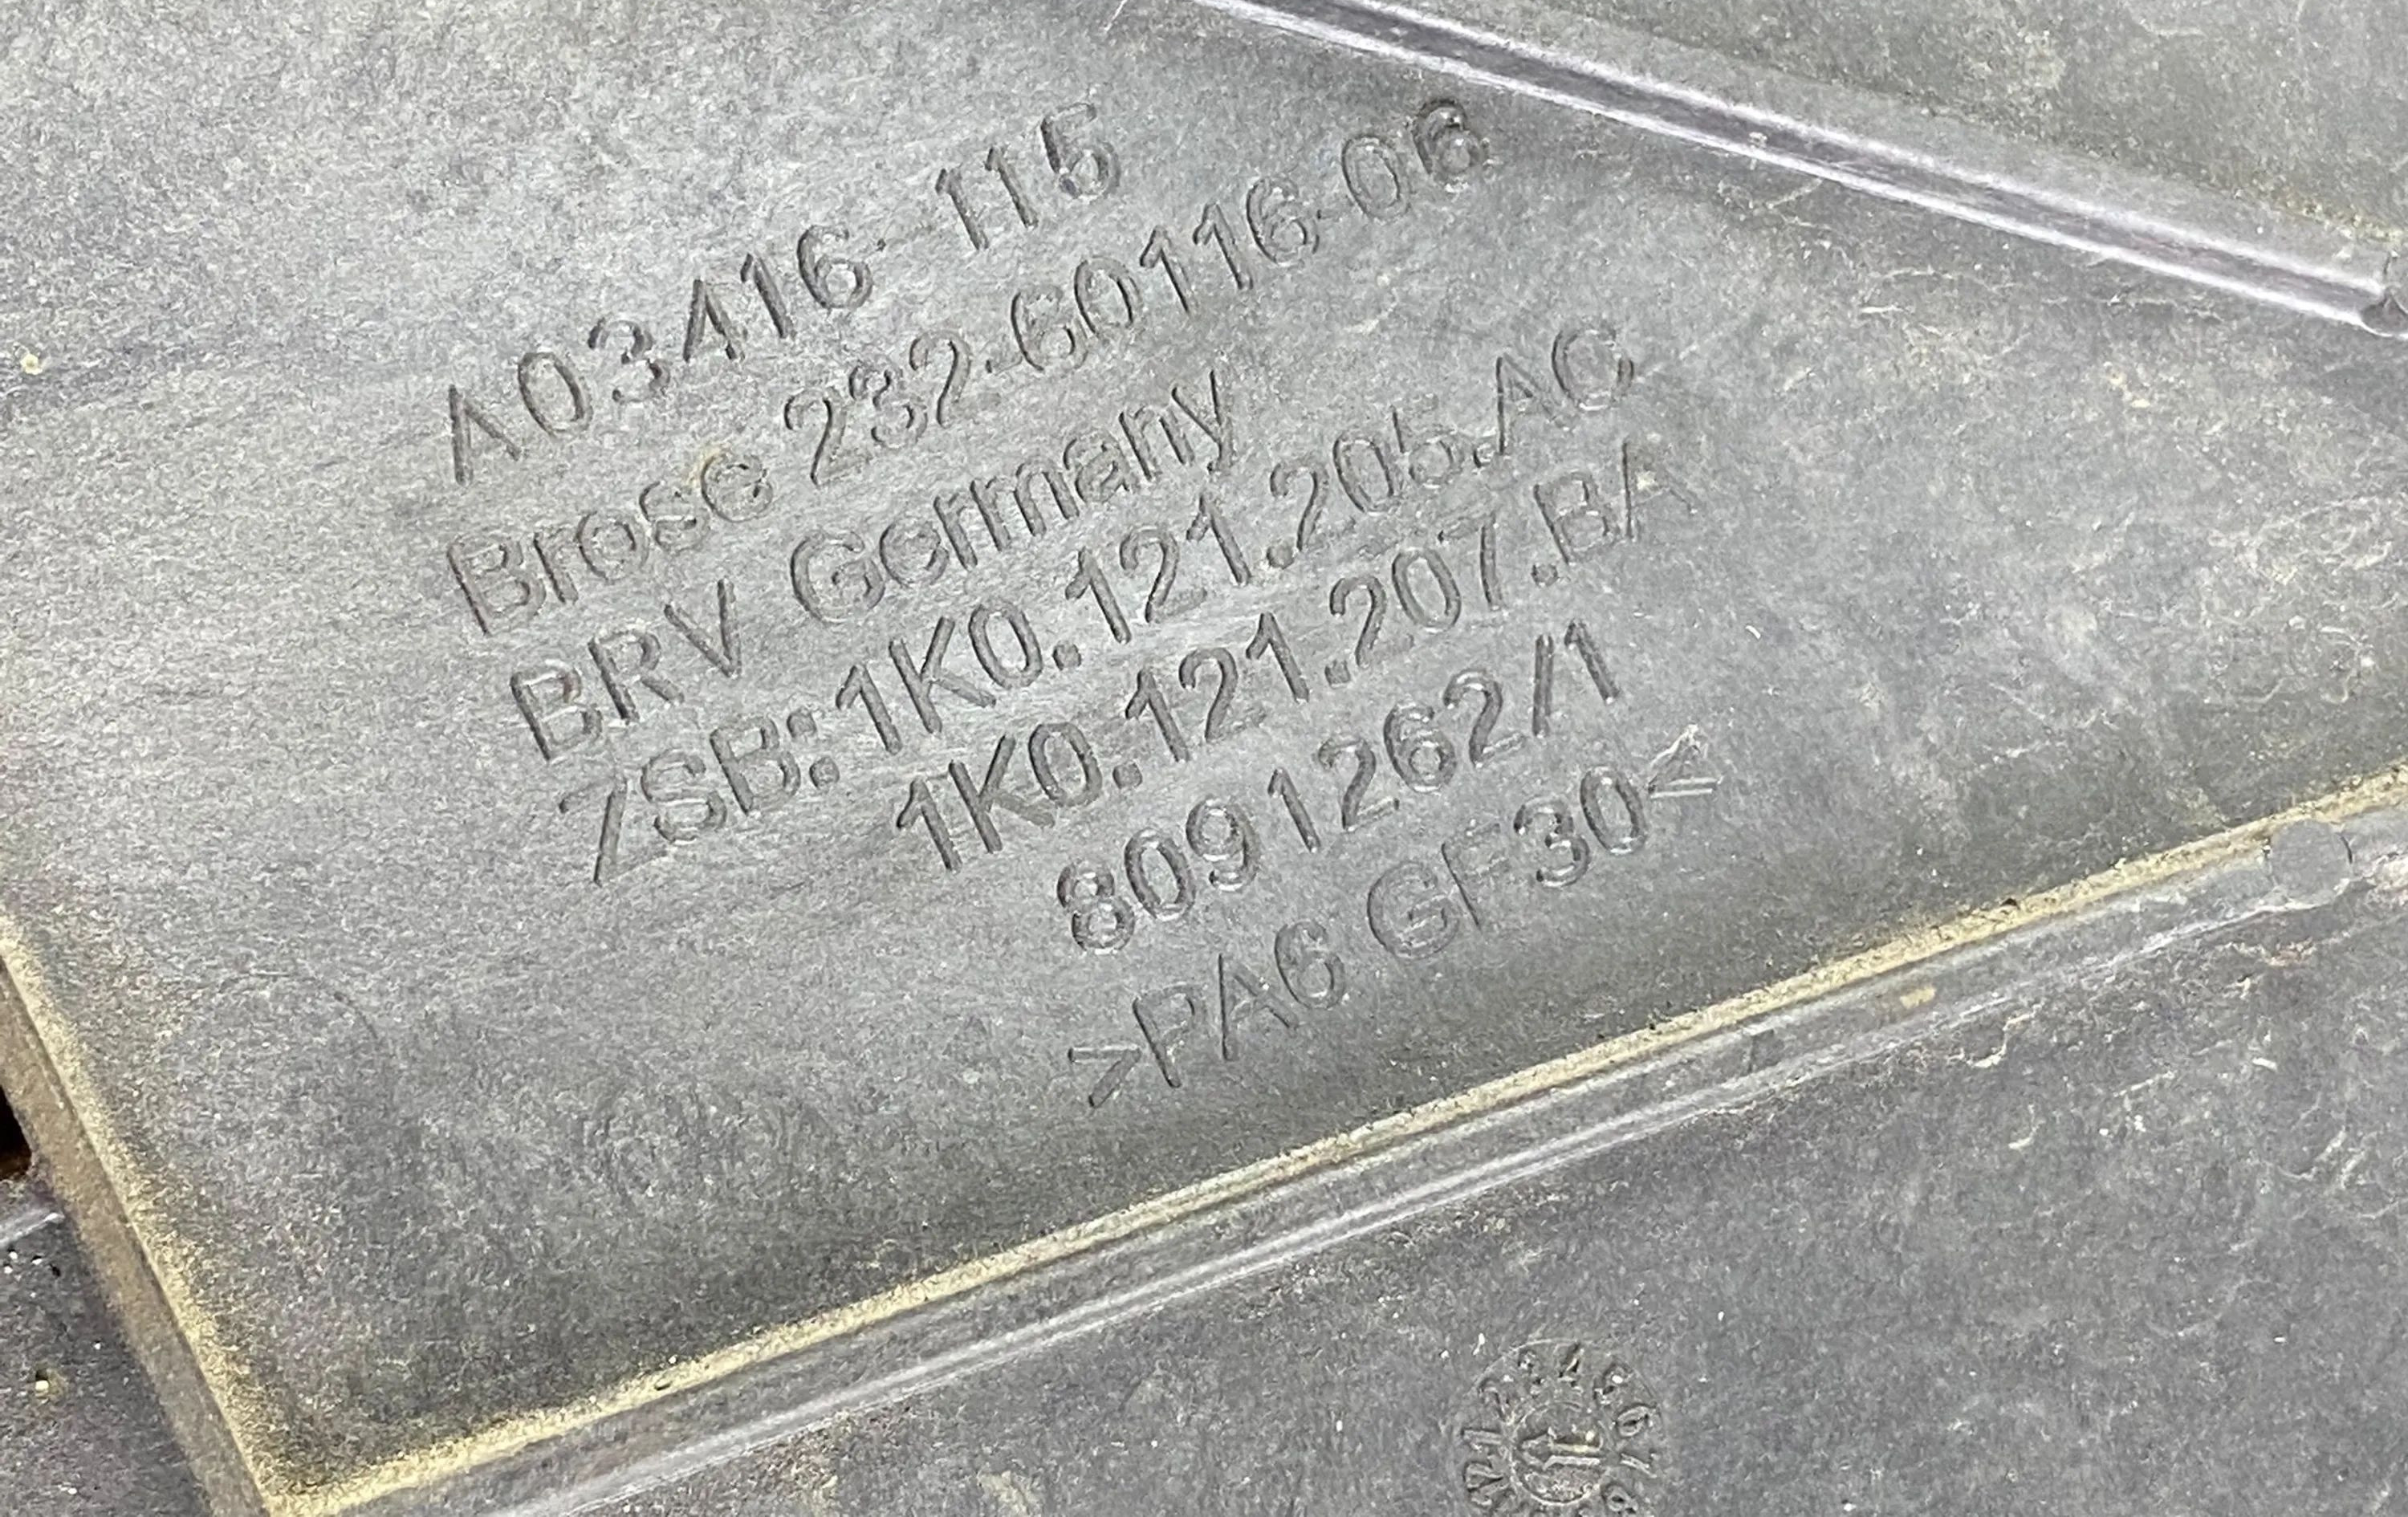 A03416-115
Brose 232.60116-06
BRV Germany
7SB: 1K0.121.205.AC
1K0.121.207.BA
8091262/1
>PA6 GF30<